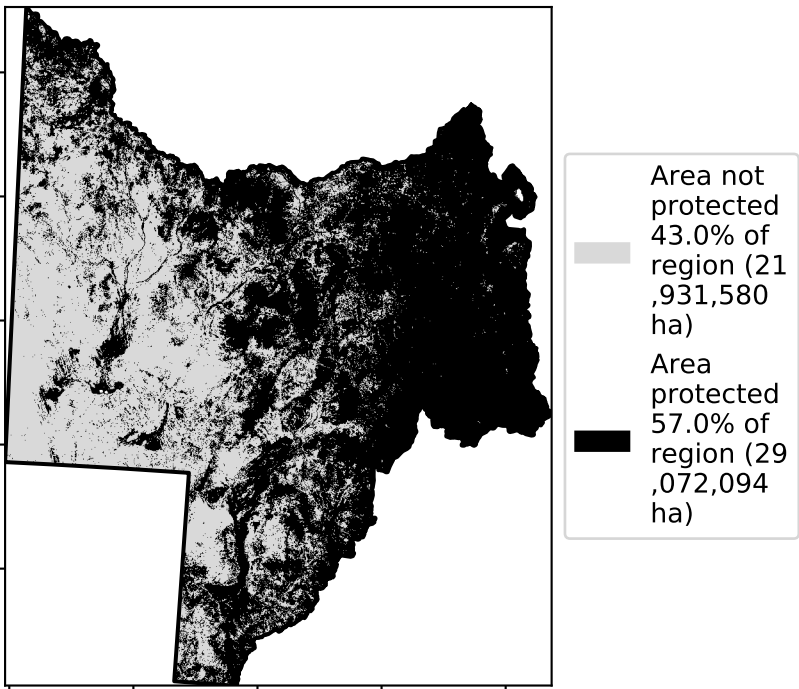 Area not
protected
43.0% of
region (21
,931,580
ha)
Area
protected
57.0% of
region (29
,072,094
ha)